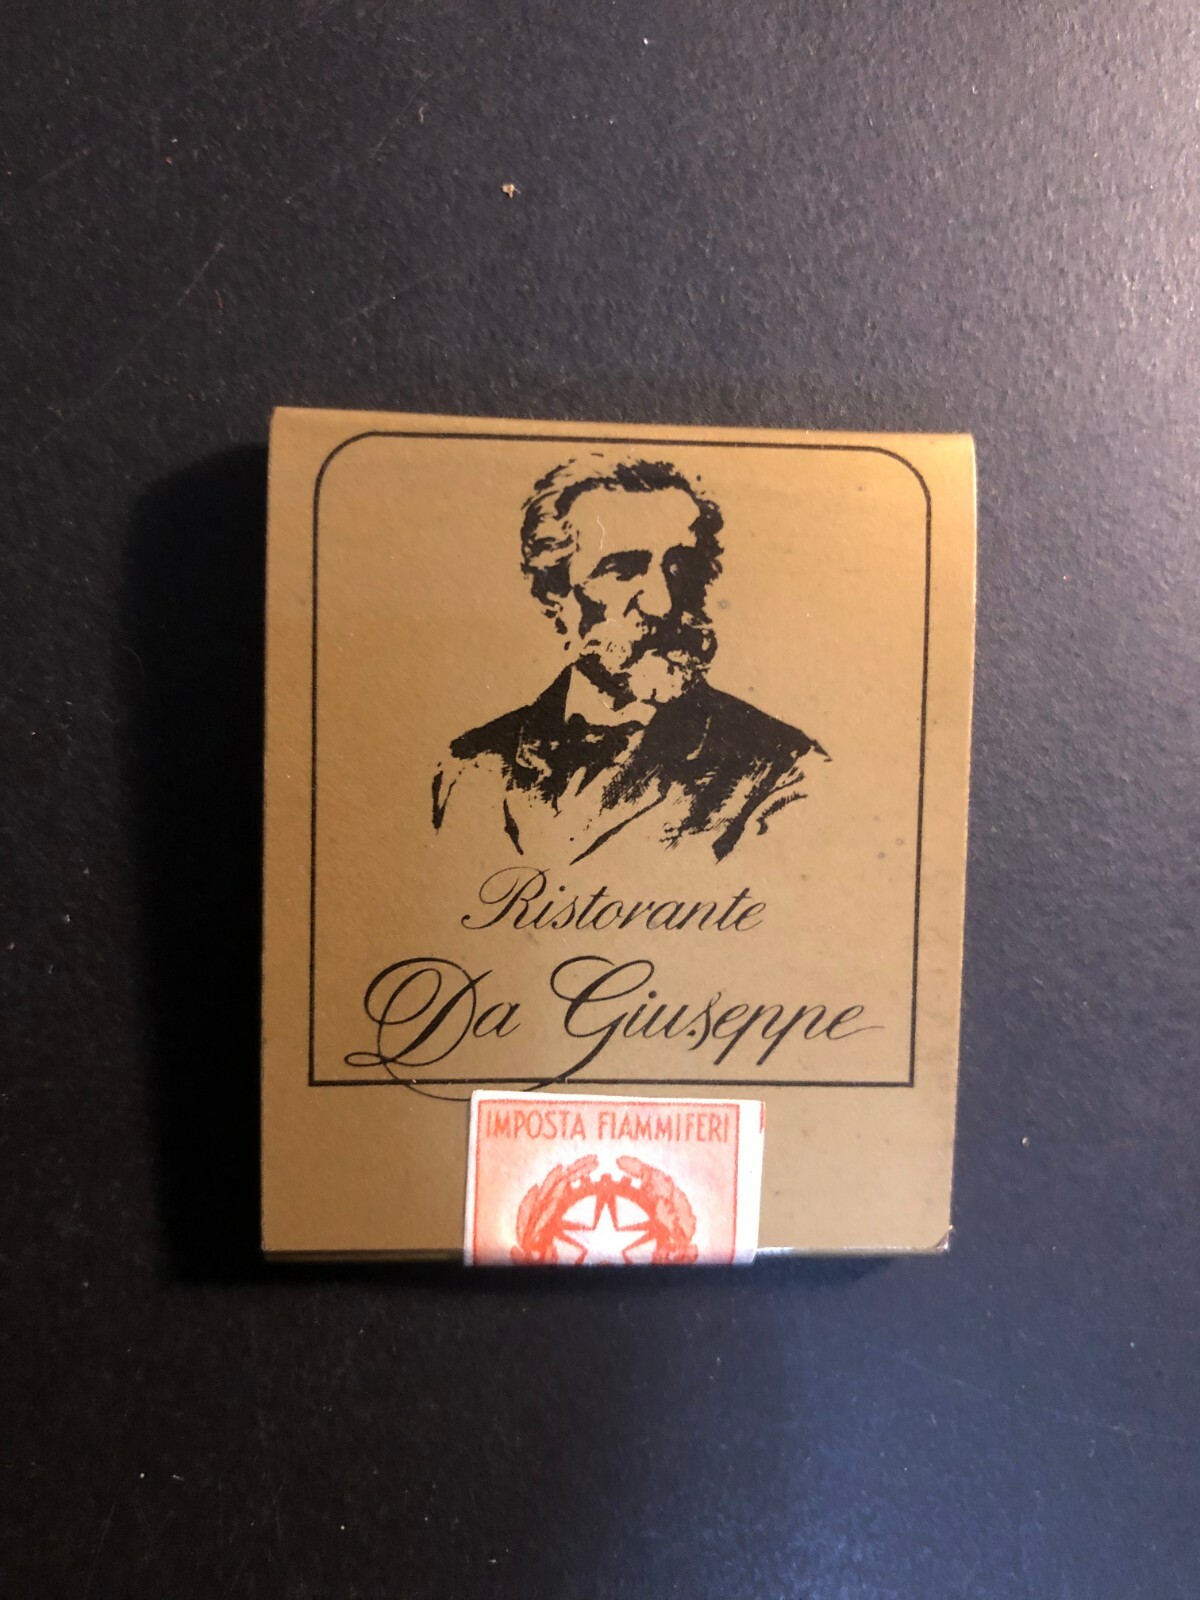 Ristorante
Da Giuseppe
IMPOSTA FIAMMIFERI